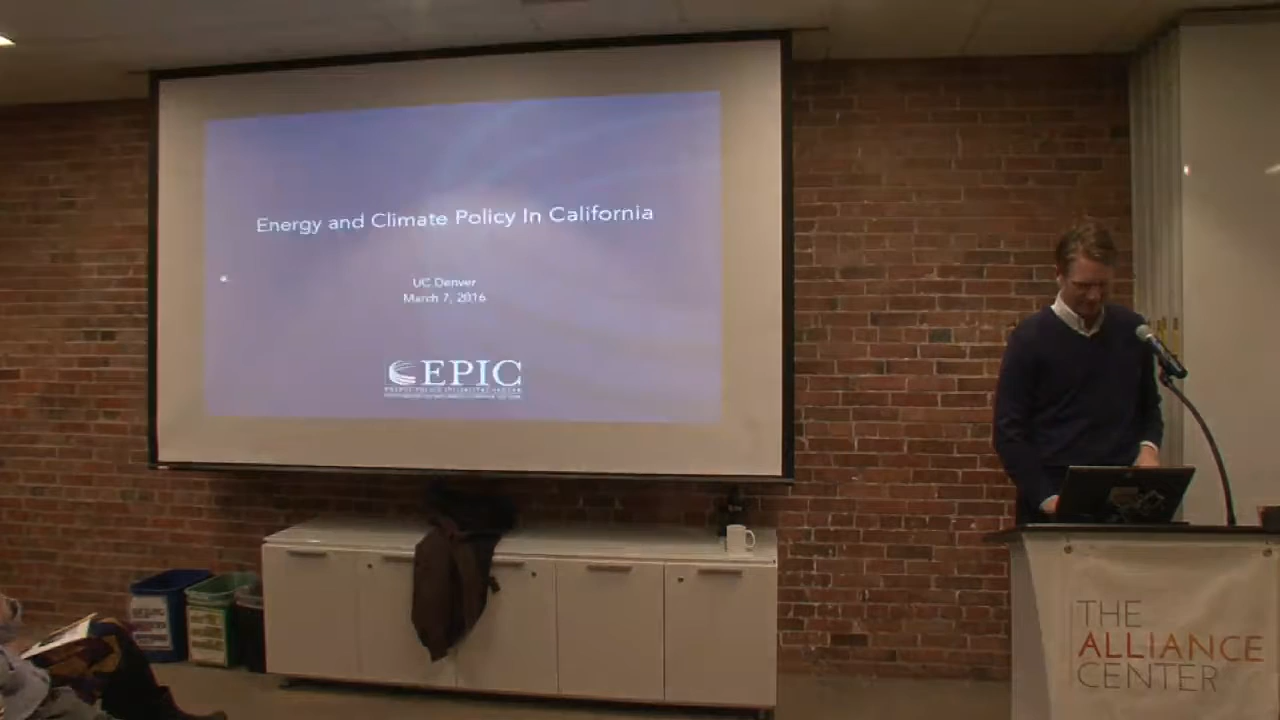 Energy and Climate Policy In California
UC Denver
March 7, 2016
EPIC
THE
ALLIANCE
CENTER